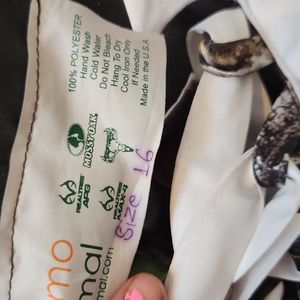 100% POLYESTER
Hand Wash
Cold Water
Do Not Bleach
Hang To Dry
Cool Iron Only
If Needed
Made in the U.S.A.
MOSSY OAK
REALTREE
APG
REALTREE
MAX-4
Size 16
mo
mal
mal.com